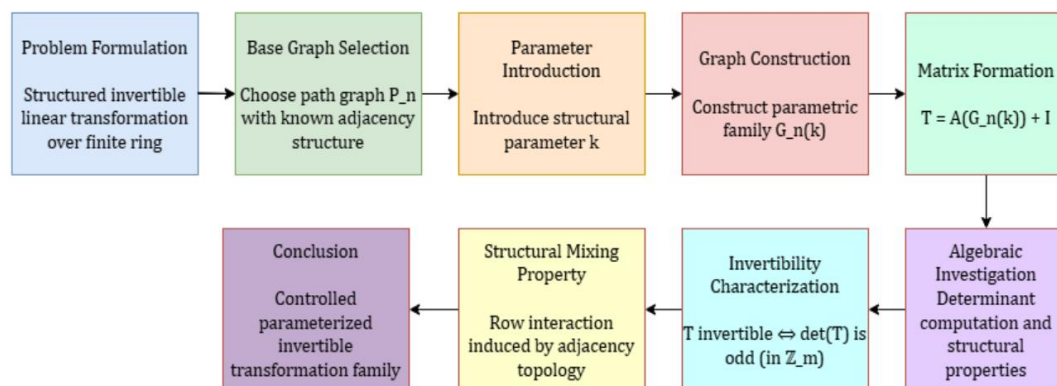 Problem Formulation
Structured invertible
linear transformation
over finite ring
Base Graph Selection
Choose path graph P_n
with known adjacency
structure
Parameter
Introduction
Introduce structural
parameter k
Graph Construction
Construct parametric
family G_n(k)
Matrix Formation
T = A(G_n(k)) + I
Algebraic
Investigation
Determinant
computation and
structural
properties
Invertibility
Characterization
T invertible ⇔ det(T) is
odd (in ℤ_m)
Structural Mixing
Property
Row interaction
induced by adjacency
topology
Conclusion
Controlled
parameterized
invertible
transformation family